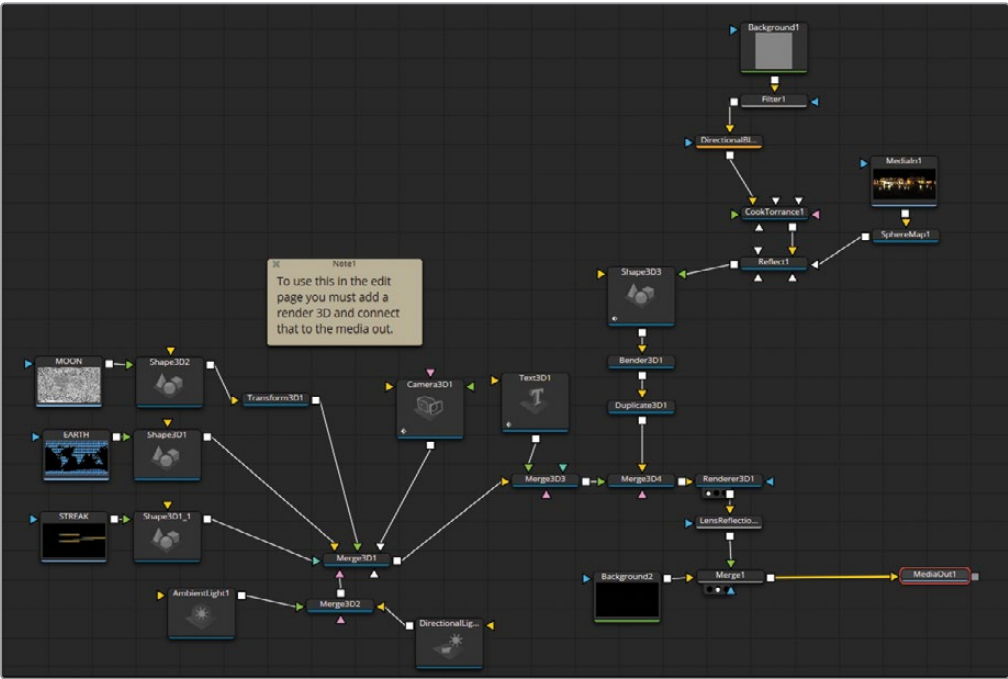 Background1
Filter1
DirectionalBl...
MediaIn1
CookTorrance1
SphereMap1
Reflect1
Note1
To use this in the edit
page you must add a
render 3D and connect
that to the media out.
Shape3D3
MOON
Shape3D2
Bender3D1
Camera3D1
Text3D1
Transform3D1
Duplicate3D1
EARTH
Shape3D1
Merge3D3
Merge3D4
Renderer3D1
STREAK
Shape3D1_1
LensReflectio...
Merge3D1
Background2
Merge1
MediaOut1
AmbientLight1
Merge3D2
DirectionalLig...